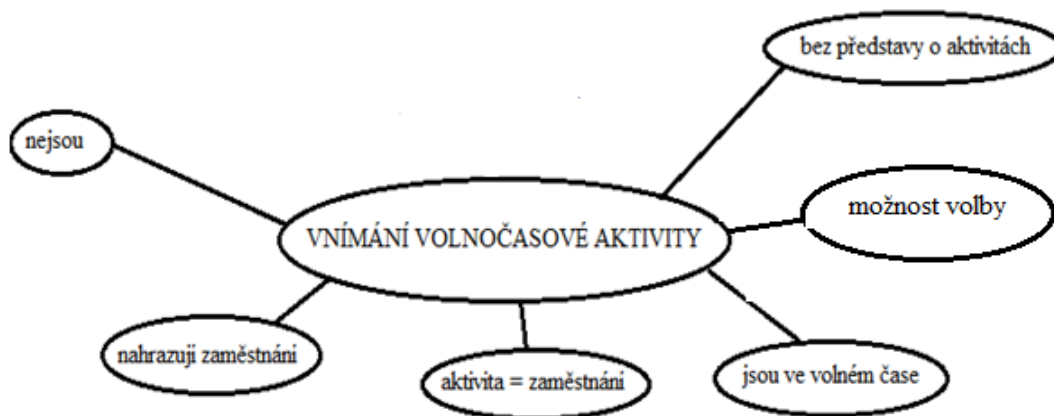 bez představy o aktivitách
nejsou
možnost volby
VNÍMÁNÍ VOLNOČASOVÉ AKTIVITY
nahrazují zaměstnání
aktivita = zaměstnání
jsou ve volném čase